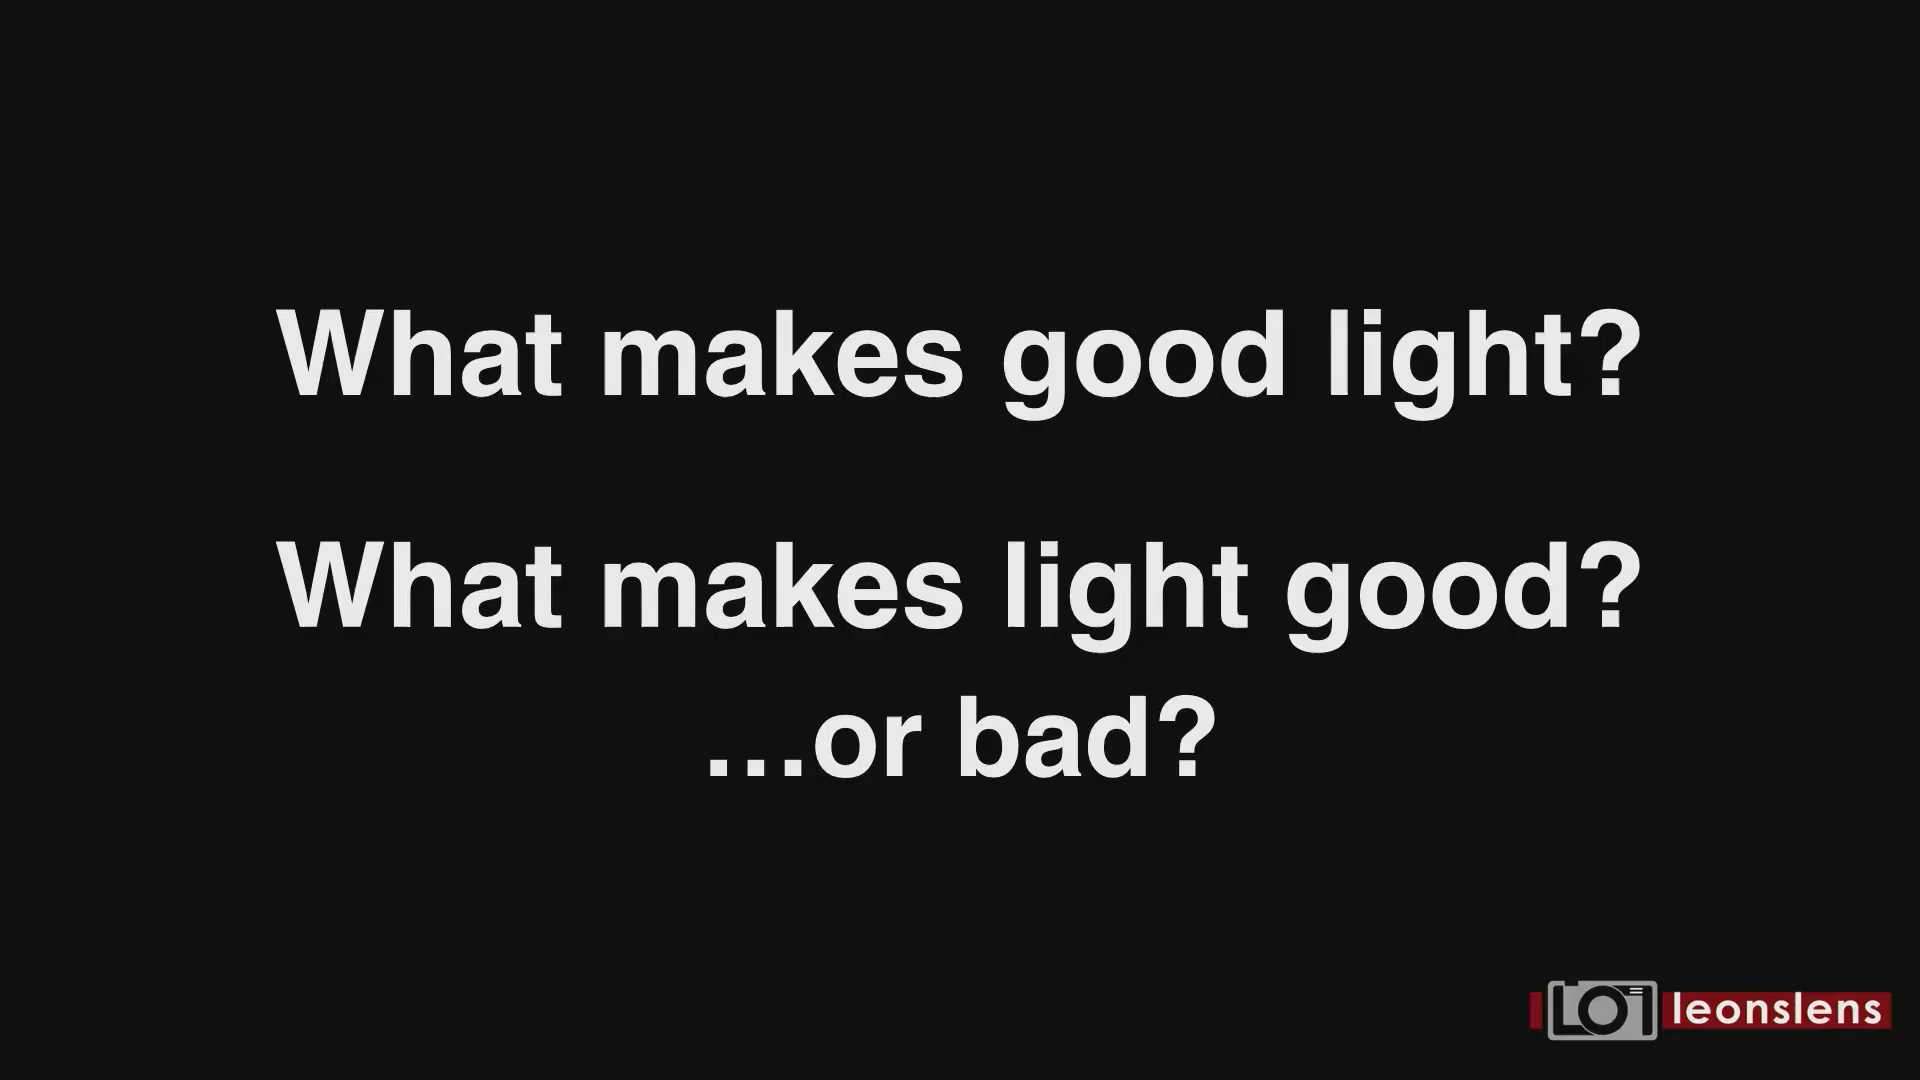 What makes good light?
What makes light good?
...or bad?
leonslens